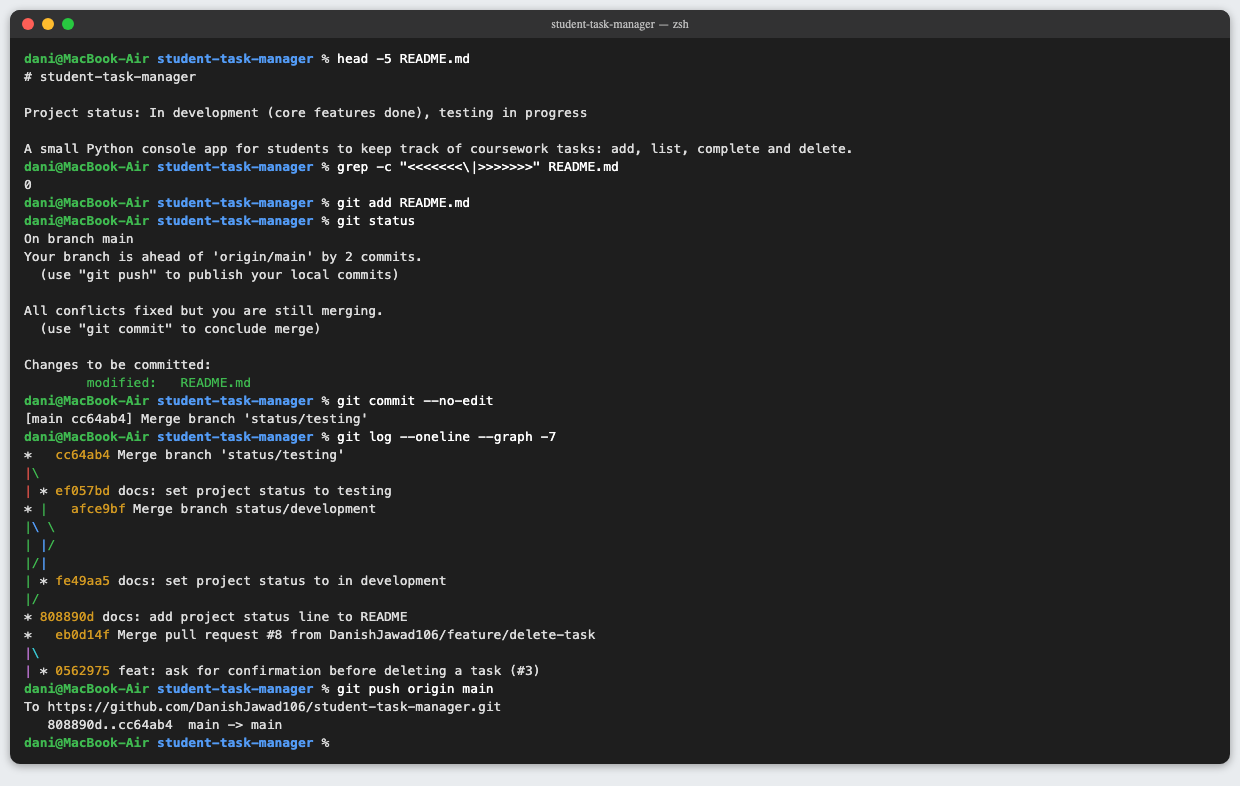 student-task-manager — zsh
dani@MacBook-Air student-task-manager % head -5 README.md
# student-task-manager
Project status: In development (core features done), testing in progress
A small Python console app for students to keep track of coursework tasks: add, list, complete and delete.
dani@MacBook-Air student-task-manager % grep -c "<<<<<<<\|>>>>>>>" README.md
0
dani@MacBook-Air student-task-manager % git add README.md
dani@MacBook-Air student-task-manager % git status
On branch main
Your branch is ahead of 'origin/main' by 2 commits.
  (use "git push" to publish your local commits)
All conflicts fixed but you are still merging.
  (use "git commit" to conclude merge)
Changes to be committed:
        modified:   README.md
dani@MacBook-Air student-task-manager % git commit --no-edit
[main cc64ab4] Merge branch 'status/testing'
dani@MacBook-Air student-task-manager % git log --oneline --graph -7
*   cc64ab4 Merge branch 'status/testing'
|\
| * ef057bd docs: set project status to testing
* |   afce9bf Merge branch status/development
|\ \
| |/
|/|
| * fe49aa5 docs: set project status to in development
|/
* 808890d docs: add project status line to README
*   eb0d14f Merge pull request #8 from DanishJawad106/feature/delete-task
|\
| * 0562975 feat: ask for confirmation before deleting a task (#3)
dani@MacBook-Air student-task-manager % git push origin main
To https://github.com/DanishJawad106/student-task-manager.git
   808890d..cc64ab4  main -> main
dani@MacBook-Air student-task-manager %